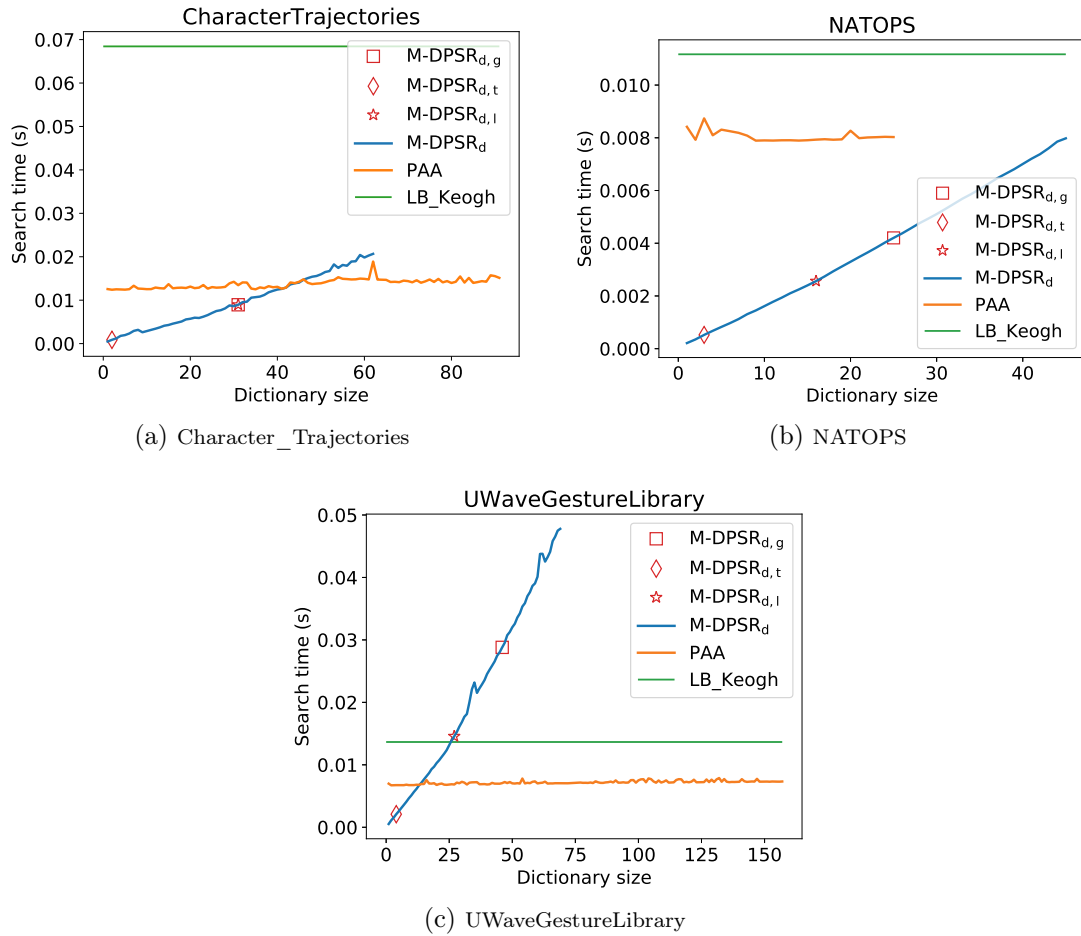 CharacterTrajectories
0.07
0.06
0.05
0.04
0.03
0.02
0.01
0.00
Search time (s)
0 20 40 60 80
Dictionary size
M-DPSRd, g
M-DPSRd, t
M-DPSRd, l
M-DPSRd
PAA
LB_Keogh
(a) Character_Trajectories
NATOPS
0.010
0.008
0.006
0.004
0.002
0.000
Search time (s)
0 10 20 30 40
Dictionary size
M-DPSRd, g
M-DPSRd, t
M-DPSRd, l
M-DPSRd
PAA
LB_Keogh
(b) NATOPS
UWaveGestureLibrary
0.05
0.04
0.03
0.02
0.01
0.00
Search time (s)
0 25 50 75 100 125 150
Dictionary size
M-DPSRd, g
M-DPSRd, t
M-DPSRd, l
M-DPSRd
PAA
LB_Keogh
(c) UWaveGestureLibrary